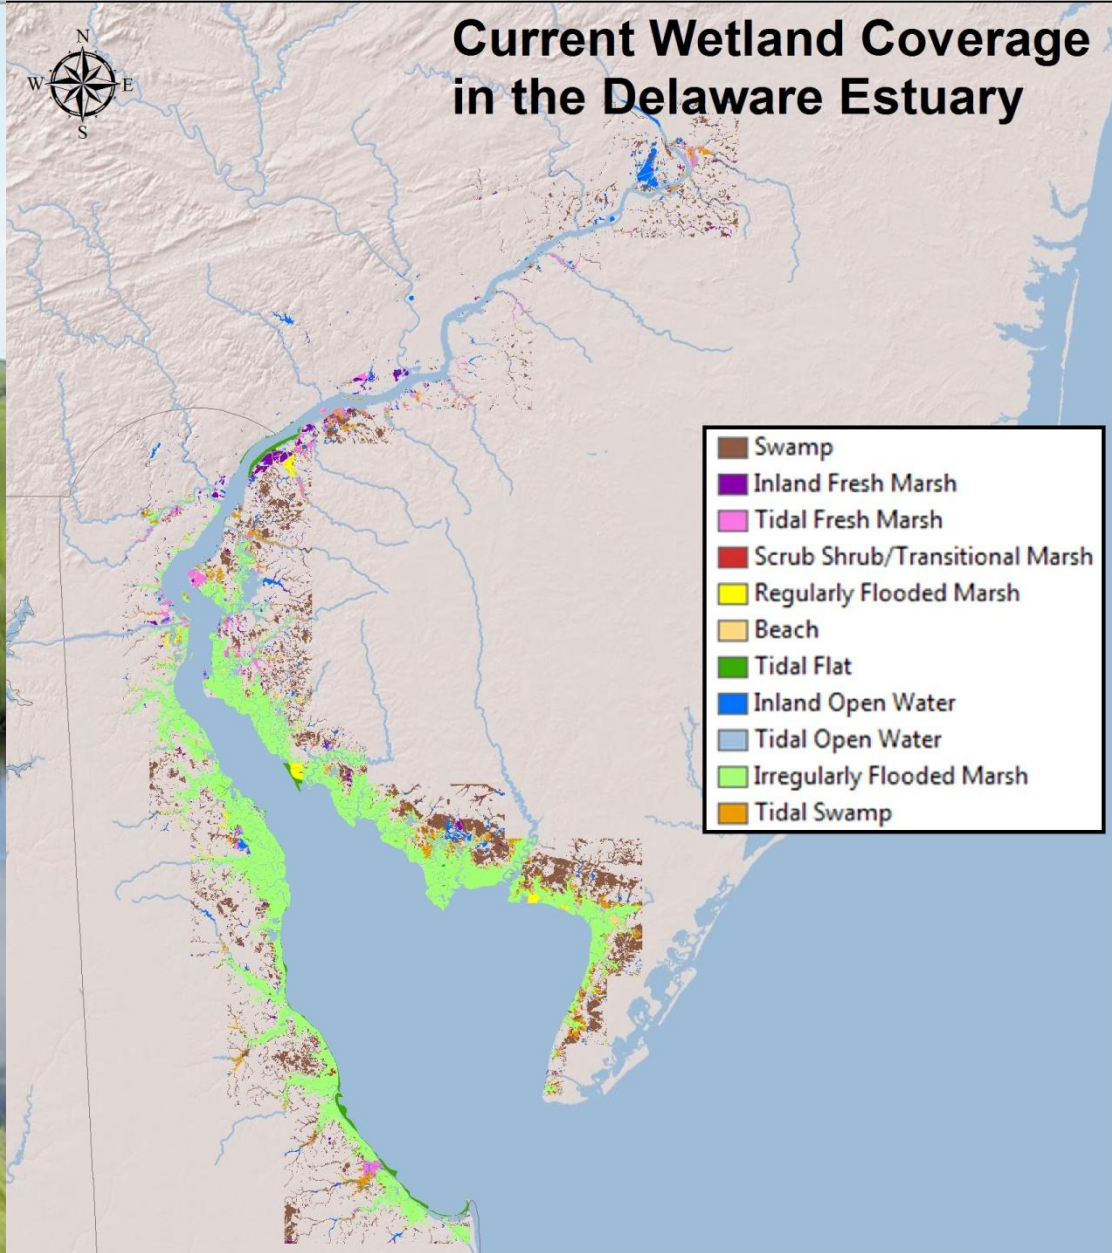 Current Wetland Coverage
in the Delaware Estuary
N
W E
S
Swamp
Inland Fresh Marsh
Tidal Fresh Marsh
Scrub Shrub/Transitional Marsh
Regularly Flooded Marsh
Beach
Tidal Flat
Inland Open Water
Tidal Open Water
Irregularly Flooded Marsh
Tidal Swamp